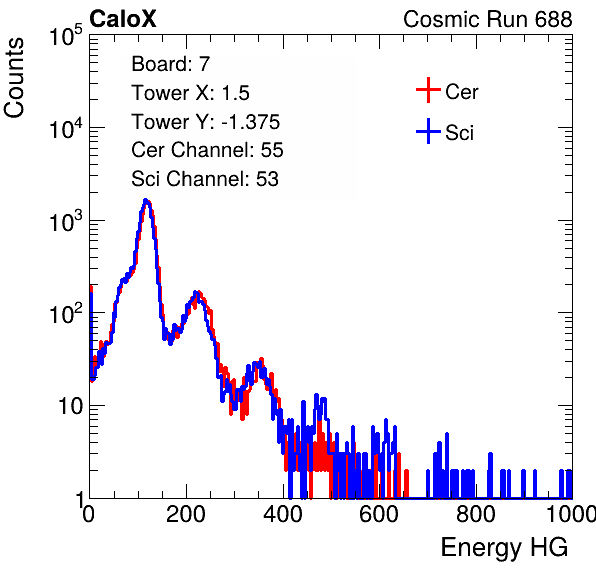 CaloX Cosmic Run 688
Counts
10^5
10^4
10^3
10^2
10
1
Board: 7
Tower X: 1.5
Tower Y: -1.375
Cer Channel: 55
Sci Channel: 53
Cer
Sci
0 200 400 600 800 1000
Energy HG